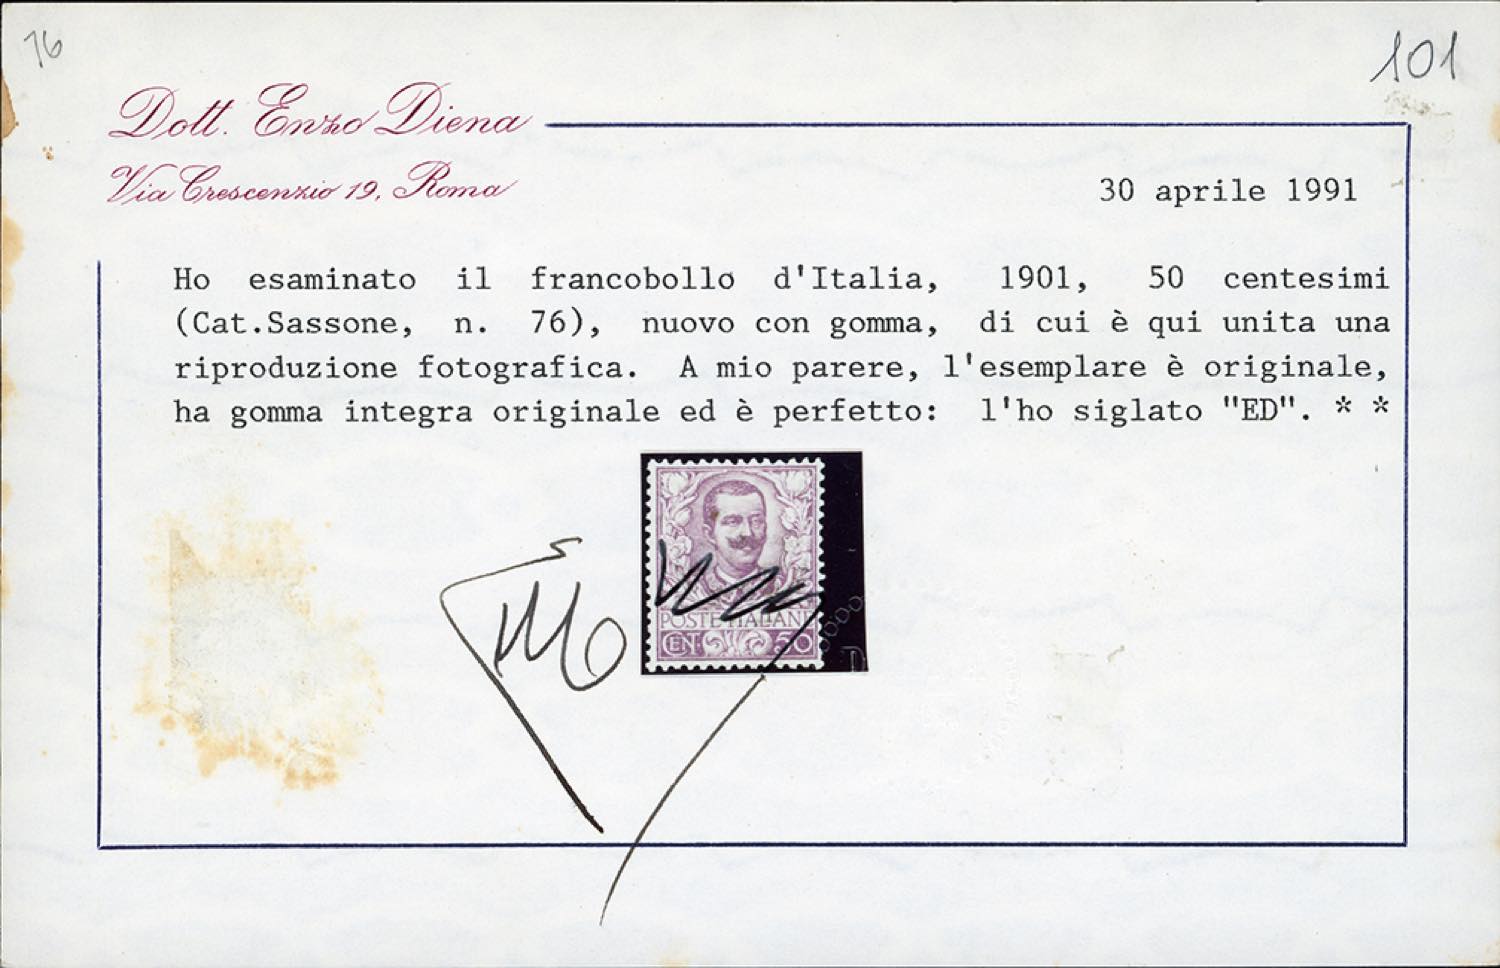 76
101
Dott. Enzo Diena
Via Crescenzio 19, Roma
30 aprile 1991
Ho esaminato il francobollo d'Italia, 1901, 50 centesimi
(Cat.Sassone, n. 76), nuovo con gomma, di cui è qui unita una
riproduzione fotografica. A mio parere, l'esemplare è originale,
ha gomma integra originale ed è perfetto: l'ho siglato "ED". * *
POSTE ITALIANE
CENT. 50